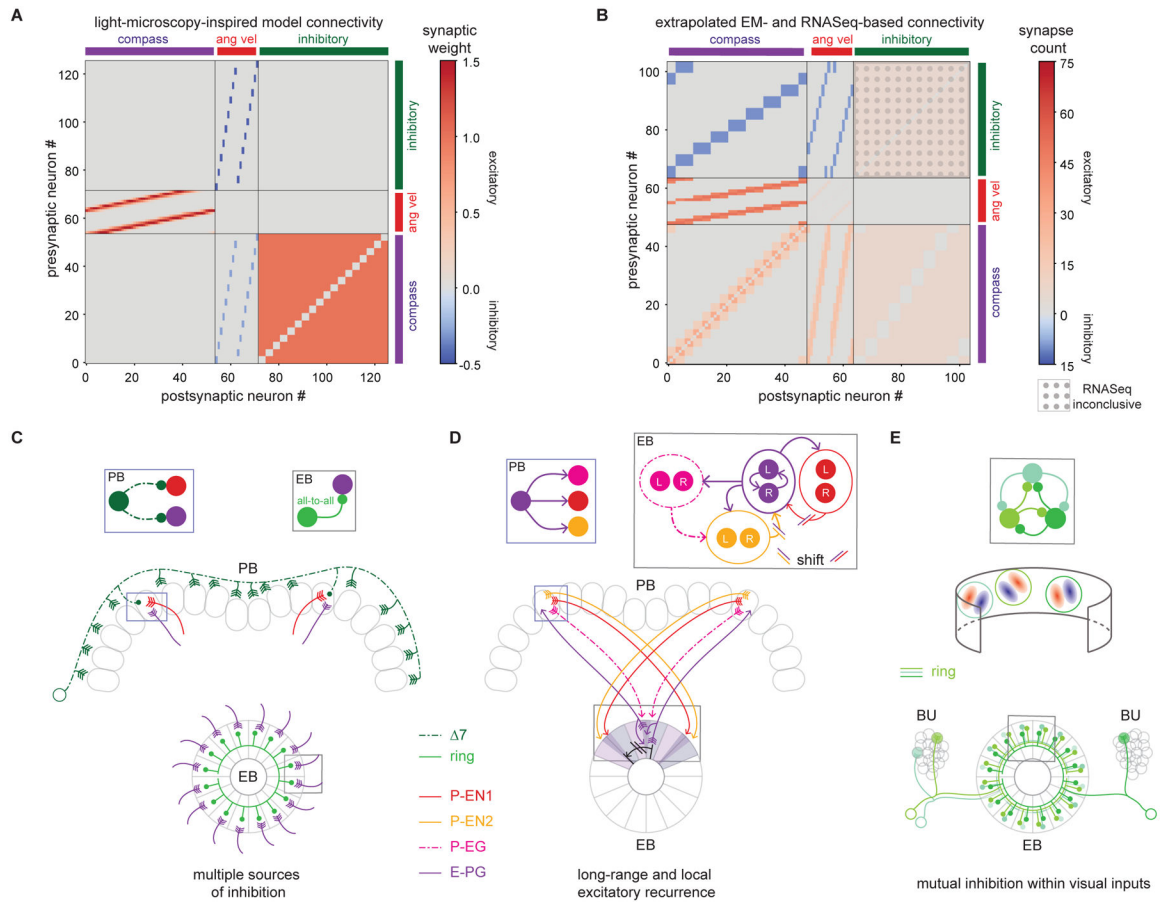 A
light-microscopy-inspired model connectivity
compass
ang vel
inhibitory
synaptic
weight
120
100
80
60
40
20
0
presynaptic neuron #
0
20
40
60
80
100
120
postsynaptic neuron #
inhibitory
ang vel
compass
1.5
1.0
0.5
0.0
-0.5
excitatory
inhibitory
B
extrapolated EM- and RNASeq-based connectivity
compass
ang vel
inhibitory
synapse
count
100
80
60
40
20
0
presynaptic neuron #
0
20
40
60
80
100
postsynaptic neuron #
inhibitory
ang vel
compass
75
60
45
30
15
0
15
excitatory
inhibitory
RNASeq
inconclusive
C
PB
EB
all-to-all
PB
EB
multiple sources
of inhibition
Δ7
ring
P-EN1
P-EN2
P-EG
E-PG
D
PB
EB
L
R
L
R
L
R
L
R
shift
PB
EB
long-range and local
excitatory recurrence
E
ring
BU
BU
EB
mutual inhibition within visual inputs